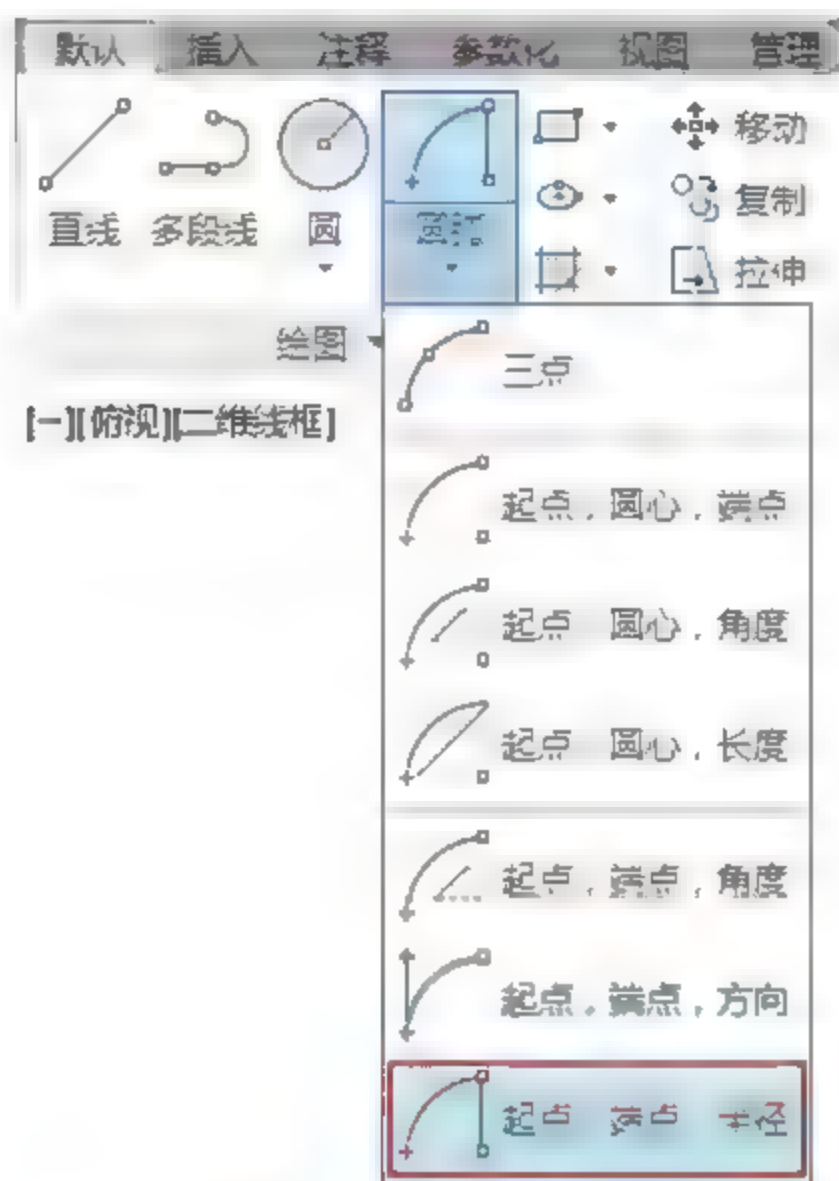 默认 插入 注释 参数化 视图 管理
直线 多段线 圆 圆弧 移动
复制
拉伸
绘图
[-][俯视][二维线框]
三点
起点，圆心，端点
起点 圆心，角度
起点 圆心，长度
起点，端点，角度
起点，端点，方向
起点 端点 半径